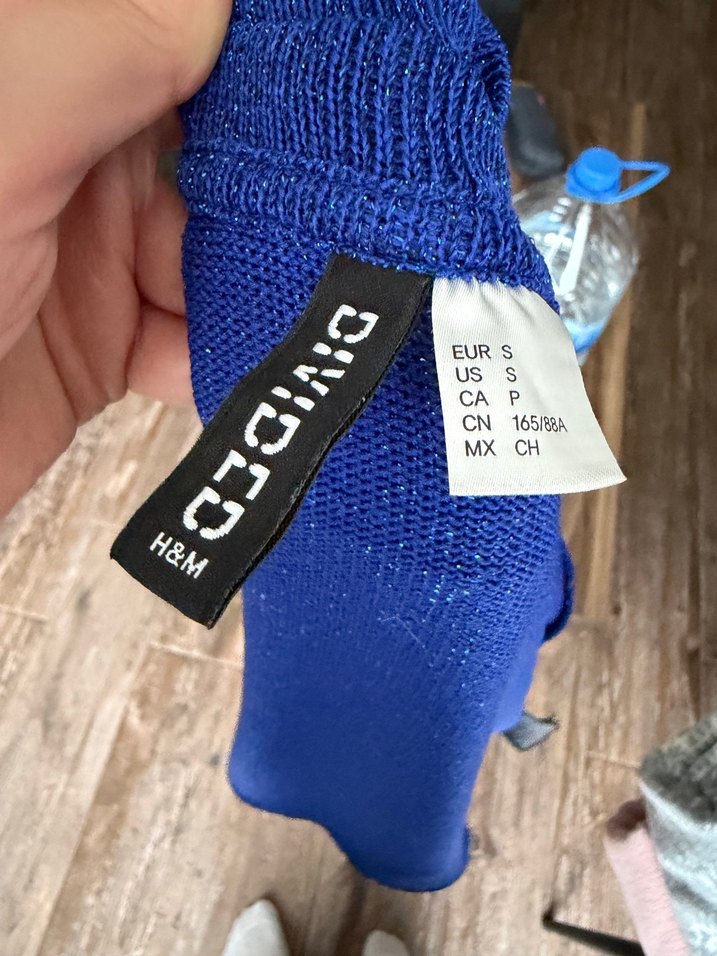 DIVIDED
H&M
EUR S
US S
CA P
CN 165/88A
MX CH